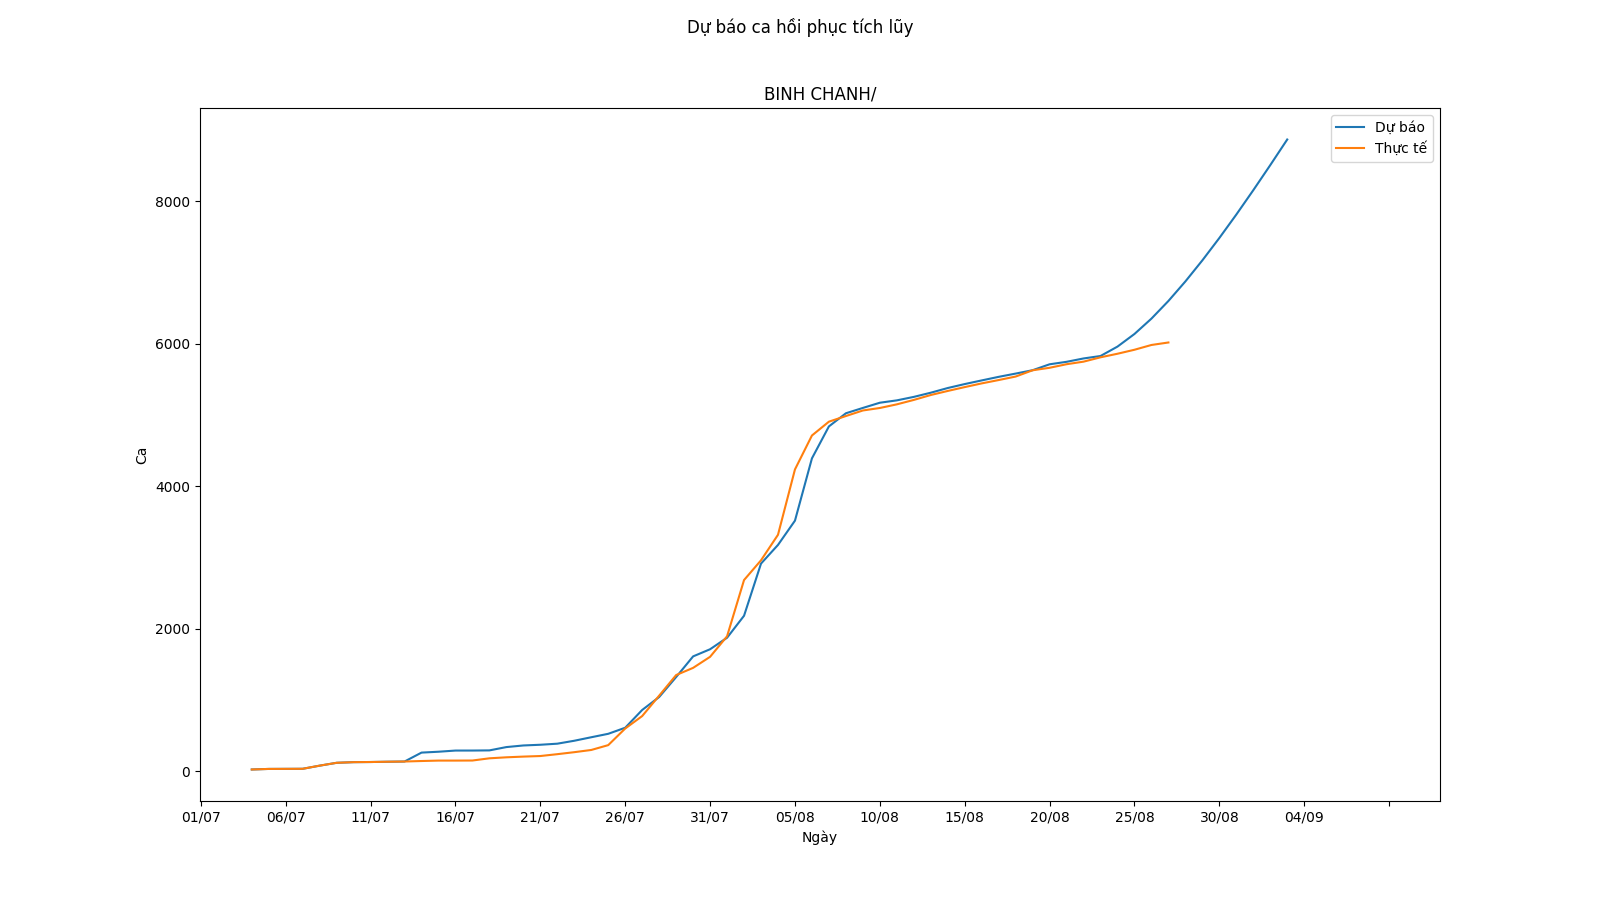 Dự báo ca hồi phục tích lũy
BINH CHANH/
Dự báo
Thực tế
8000
6000
4000
2000
0
Ca
01/07 06/07 11/07 16/07 21/07 26/07 31/07 05/08 10/08 15/08 20/08 25/08 30/08 04/09
Ngày